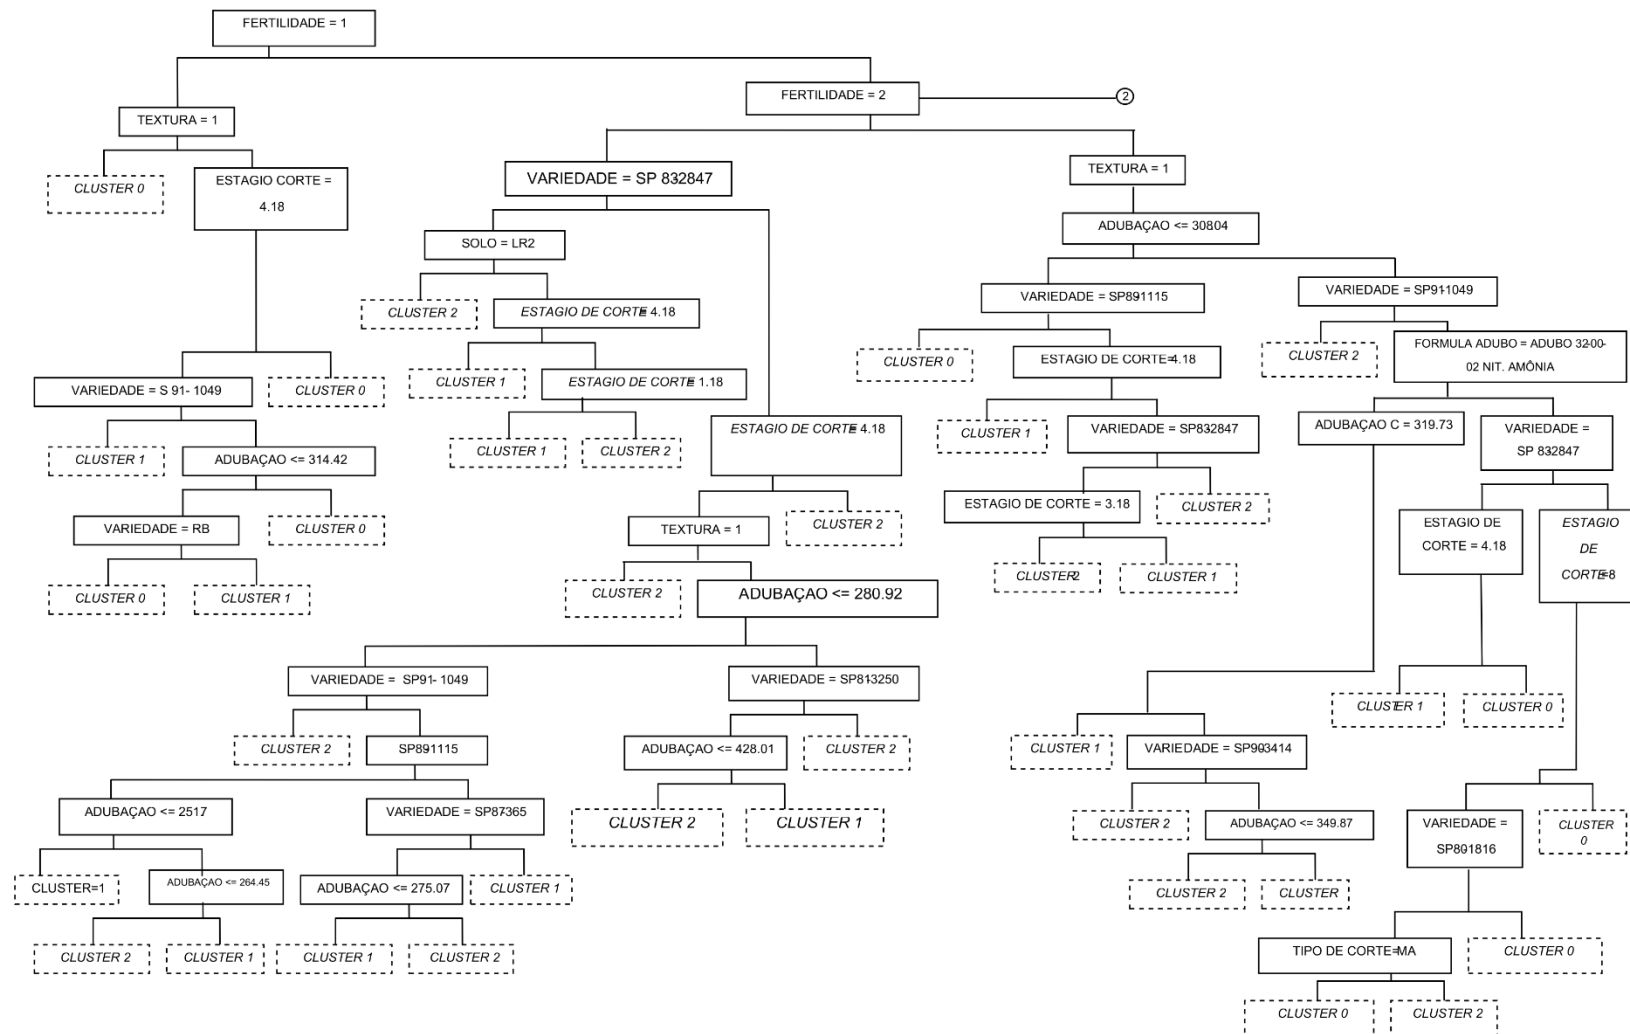 FERTILIDADE = 1
FERTILIDADE = 2
2
TEXTURA = 1
CLUSTER 0
ESTAGIO CORTE =
4.18
VARIEDADE = SP 832847
TEXTURA = 1
ADUBAÇAO <= 30804
SOLO = LR2
CLUSTER 2
ESTAGIO DE CORTE 4.18
VARIEDADE = SP891115
VARIEDADE = SP911049
CLUSTER 0
CLUSTER 2
FORMULA ADUBO = ADUBO 32-00-
02 NIT. AMÔNIA
CLUSTER 1
ESTAGIO DE CORTE 1.18
ESTAGIO DE CORTE=4.18
VARIEDADE = S 91- 1049
CLUSTER 0
CLUSTER 1
CLUSTER 2
ESTAGIO DE CORTE 4.18
CLUSTER 1
VARIEDADE = SP832847
ADUBAÇAO C = 319.73
VARIEDADE =
SP 832847
CLUSTER 1
ADUBAÇAO <= 314.42
VARIEDADE = RB
CLUSTER 0
TEXTURA = 1
CLUSTER 2
ESTAGIO DE CORTE = 3.18
CLUSTER 2
ESTAGIO DE
CORTE = 4.18
ESTAGIO
DE
CORTE=8
CLUSTER 0
CLUSTER 1
CLUSTER 2
ADUBAÇAO <= 280.92
CLUSTER2
CLUSTER 1
VARIEDADE = SP91- 1049
VARIEDADE = SP813250
CLUSTER 1
CLUSTER 0
CLUSTER 2
SP891115
ADUBAÇAO <= 428.01
CLUSTER 2
CLUSTER 1
VARIEDADE = SP903414
ADUBAÇAO <= 2517
VARIEDADE = SP87365
CLUSTER 2
CLUSTER 1
CLUSTER 2
ADUBAÇAO <= 349.87
VARIEDADE =
SP801816
CLUSTER
0
CLUSTER=1
ADUBAÇAO <= 264.45
ADUBAÇAO <= 275.07
CLUSTER 1
CLUSTER 2
CLUSTER
CLUSTER 2
CLUSTER 1
CLUSTER 1
CLUSTER 2
TIPO DE CORTE=MA
CLUSTER 0
CLUSTER 0
CLUSTER 2